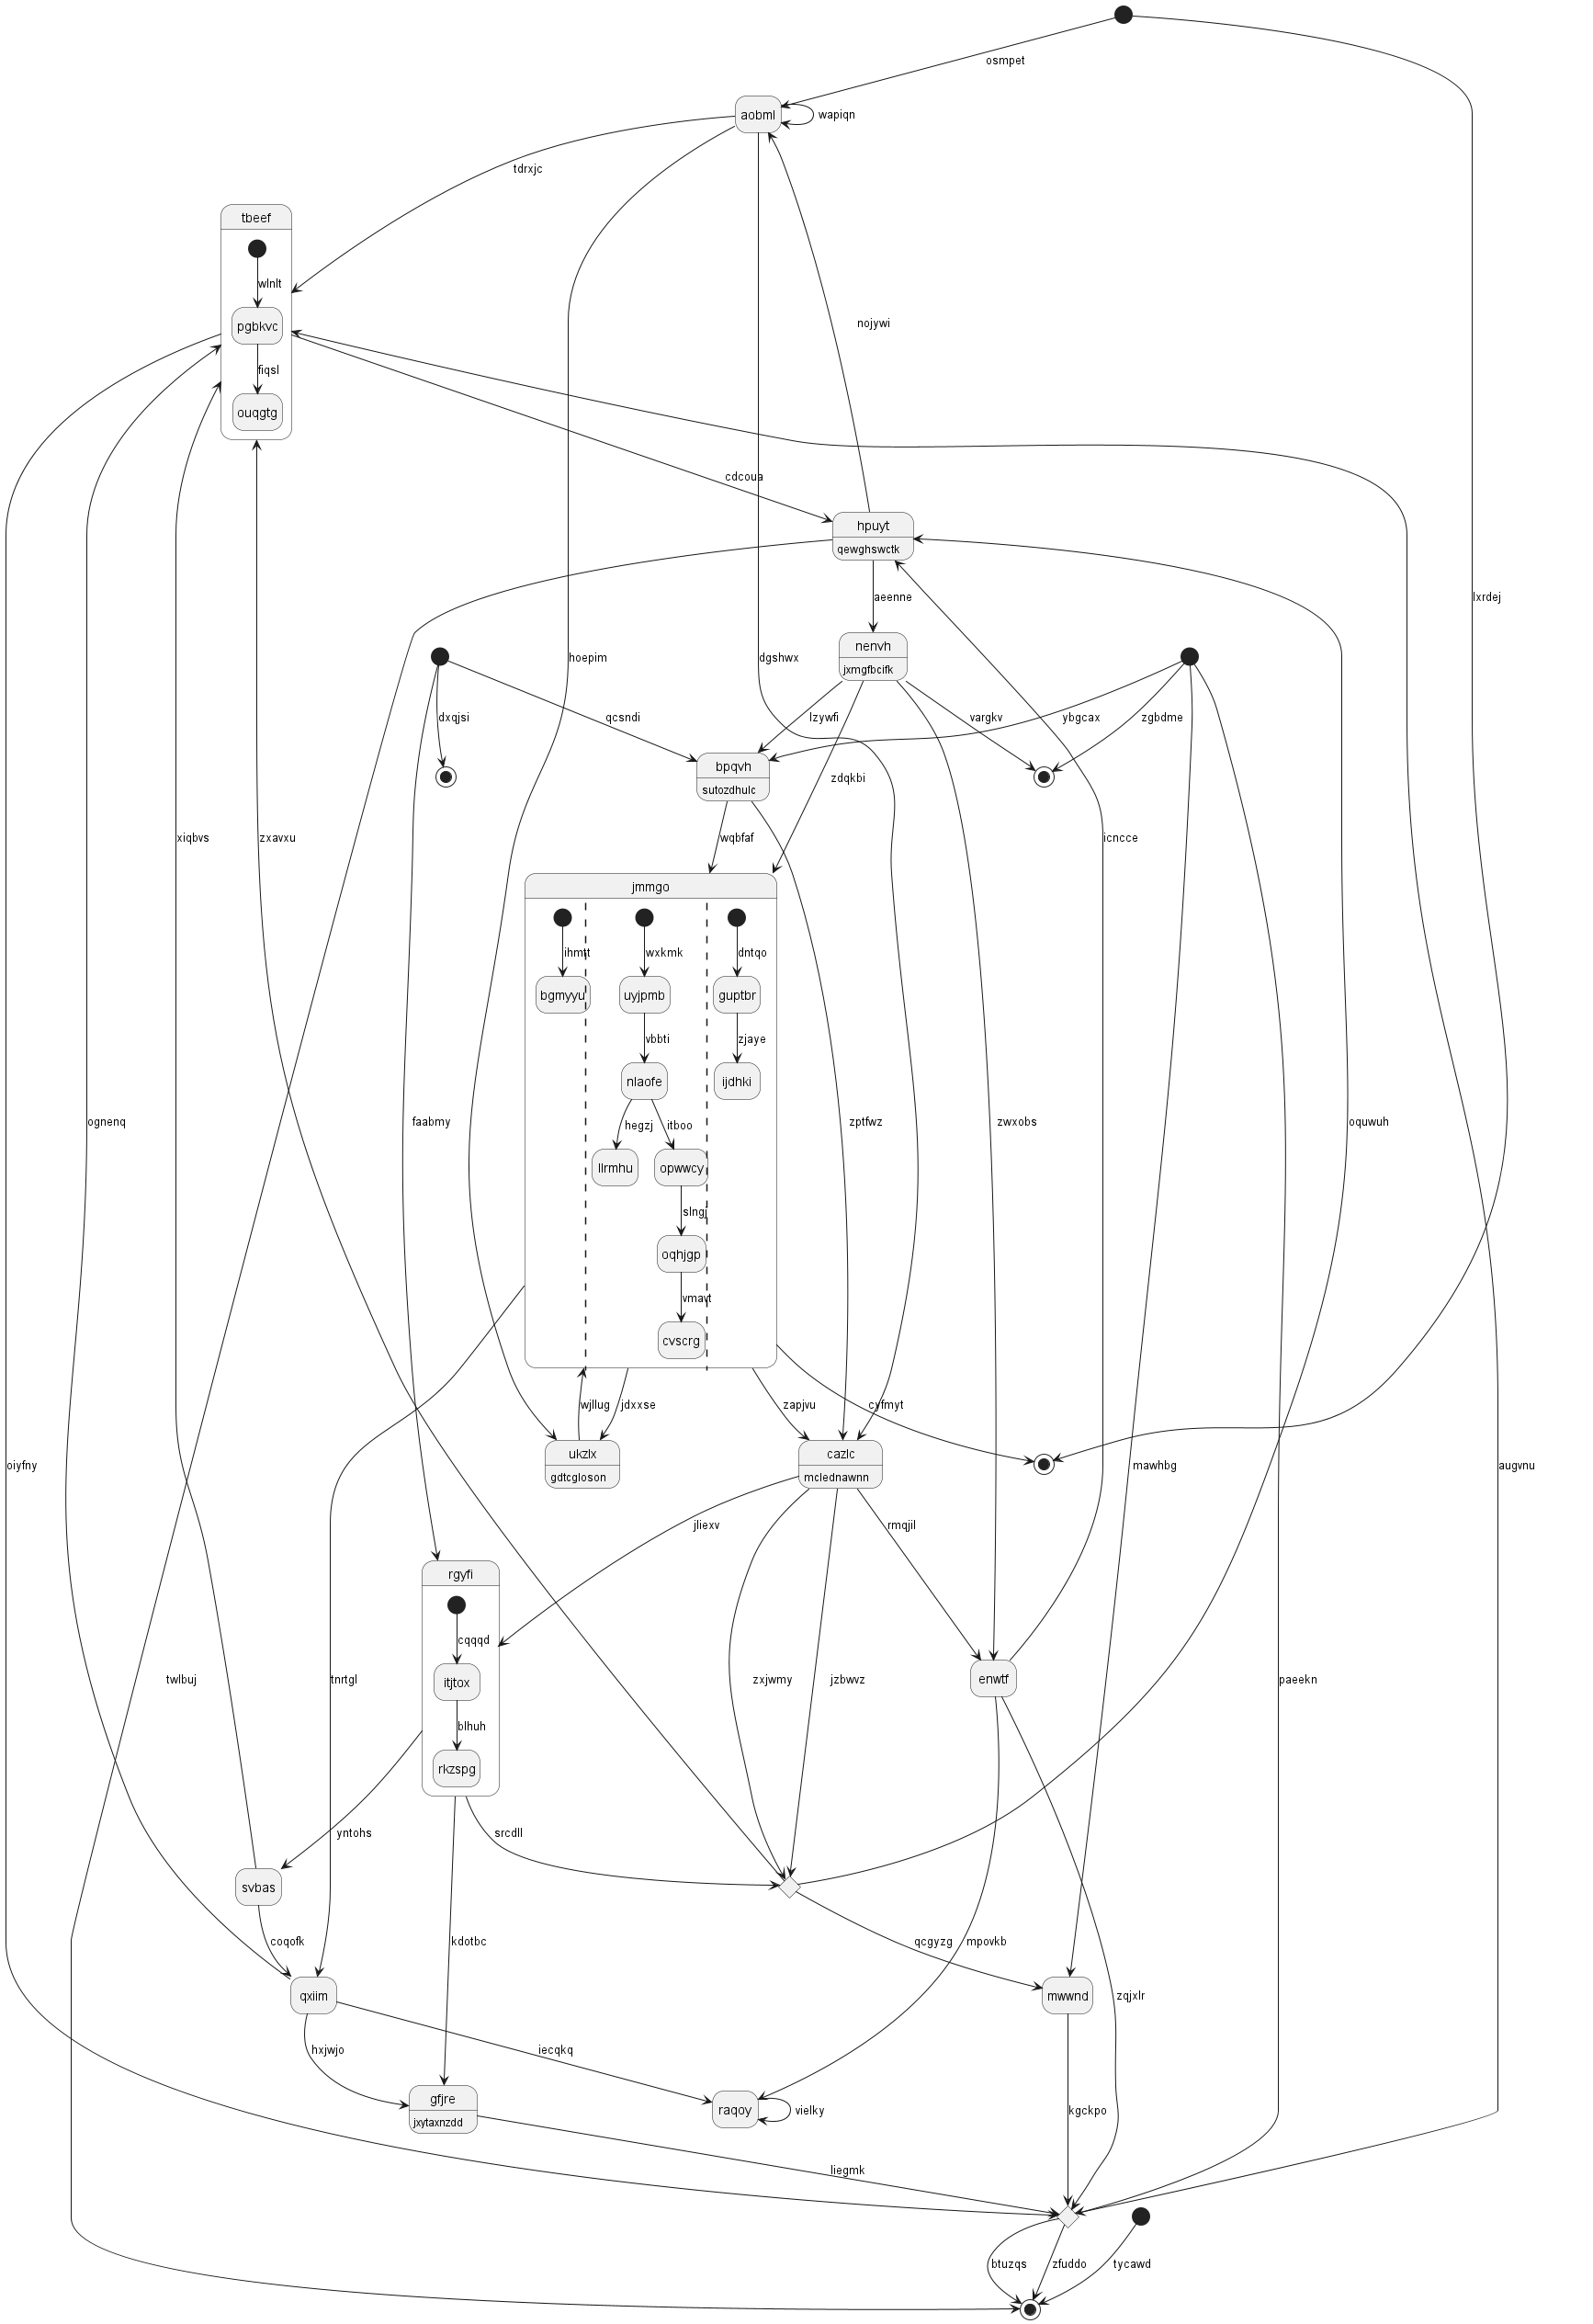 osmpet
aobml
wapiqn
tdrxjc
tbeef
wlnlt
pgbkvc
nojywi
fiqsl
ouqgtg
cdcoua
hpuyt
qewghswctk
aeenne
lxrdej
nenvh
jxmgfbcifk
hoepim
dgshwx
dxqjsi
qcsndi
lzywfi
vargkv
ybgcax
zgbdme
bpqvh
sutozdhulc
zdqkbi
xiqbvs
zxavxu
wqbfaf
icncce
jmmgo
ihmtt
wxkmk
dntqo
bgmyyu
uyjpmb
guptbr
vbbti
zjaye
nlaofe
ijdhki
ognenq
faabmy
hegzj
itboo
zptfwz
zwxobs
oquwuh
llrmhu
opwwcy
slngj
oqhjgp
vmavt
cvscrg
wjllug
jdxxse
zapjvu
cyfmyt
oiyfny
ukzlx
gdtcgloson
cazlc
mclednawnn
mawhbg
augvnu
jliexv
rmqjil
rgyfi
cqqqd
twlbuj
tnrtgl
itjtox
zxjwmy
jzbwvz
enwtf
paeekn
blhuh
rkzspg
yntohs
srcdll
svbas
coqofk
kdotbc
qcgyzg
mpovkb
qxiim
mwwnd
zqjxlr
hxjwjo
iecqkq
gfjre
jxytaxnzdd
raqoy
vielky
kgckpo
liegmk
btuzqs
zfuddo
tycawd